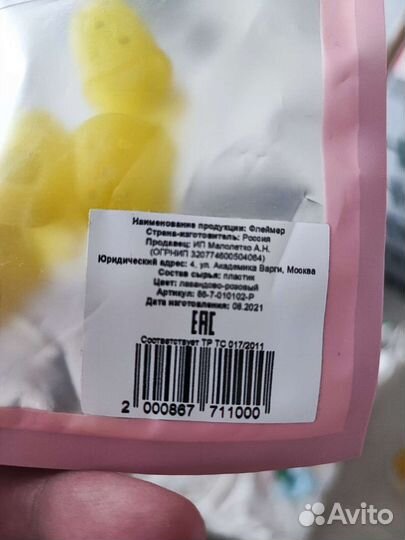 Наименование продукции: Флеймер
Страна-изготовитель: Россия
Продавец: ИП Малолетко А.Н.
(ОГРНИП 320774600504064)
Юридический адрес: 4, ул. Академика Варги, Москва
Состав сырья: пластик
Цвет: лавандово-розовый
Артикул: 86-7-010102-P
Дата изготовления: 08.2021
EAC
Соответствует ТР ТС 017/2011
2 000867 711000
Avito